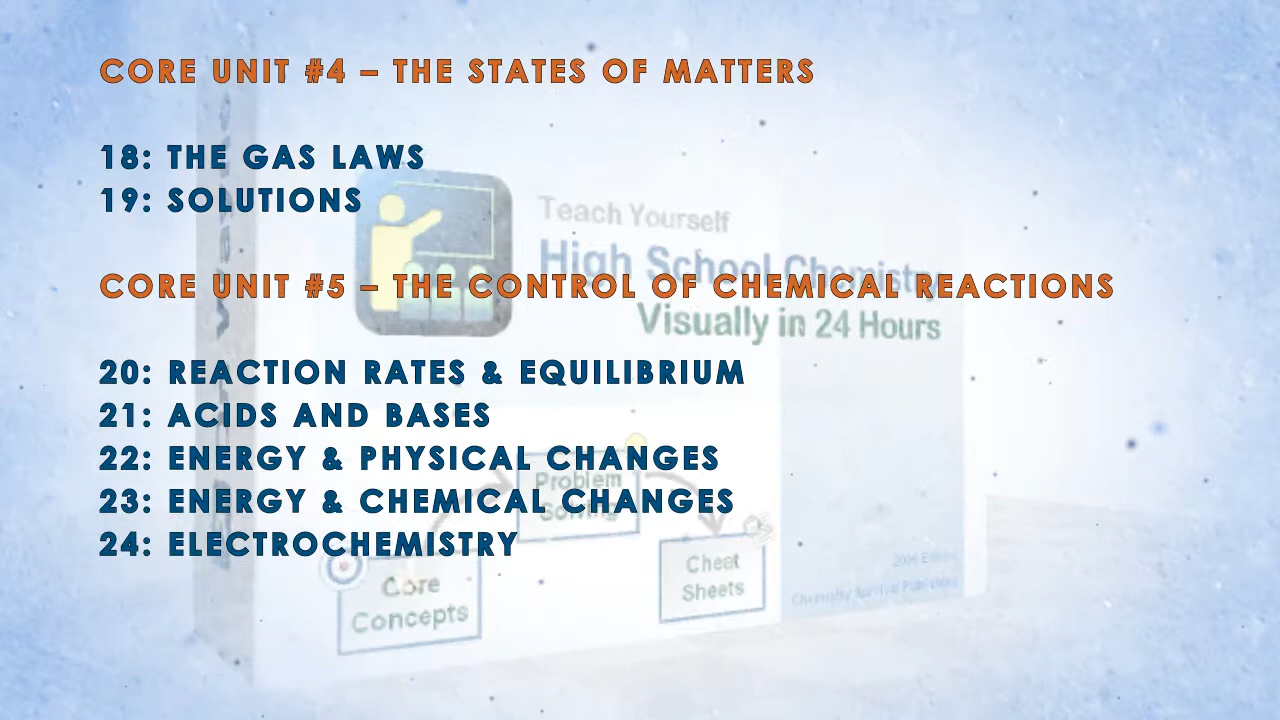 CORE UNIT #4 – THE STATES OF MATTERS
18: THE GAS LAWS
19: SOLUTIONS
CORE UNIT #5 – THE CONTROL OF CHEMICAL REACTIONS
20: REACTION RATES & EQUILIBRIUM
21: ACIDS AND BASES
22: ENERGY & PHYSICAL CHANGES
23: ENERGY & CHEMICAL CHANGES
24: ELECTROCHEMISTRY
Teach Yourself
High School Chemistry
Visually in 24 Hours
Problem
Solving
Core
Concepts
Cheat
Sheets